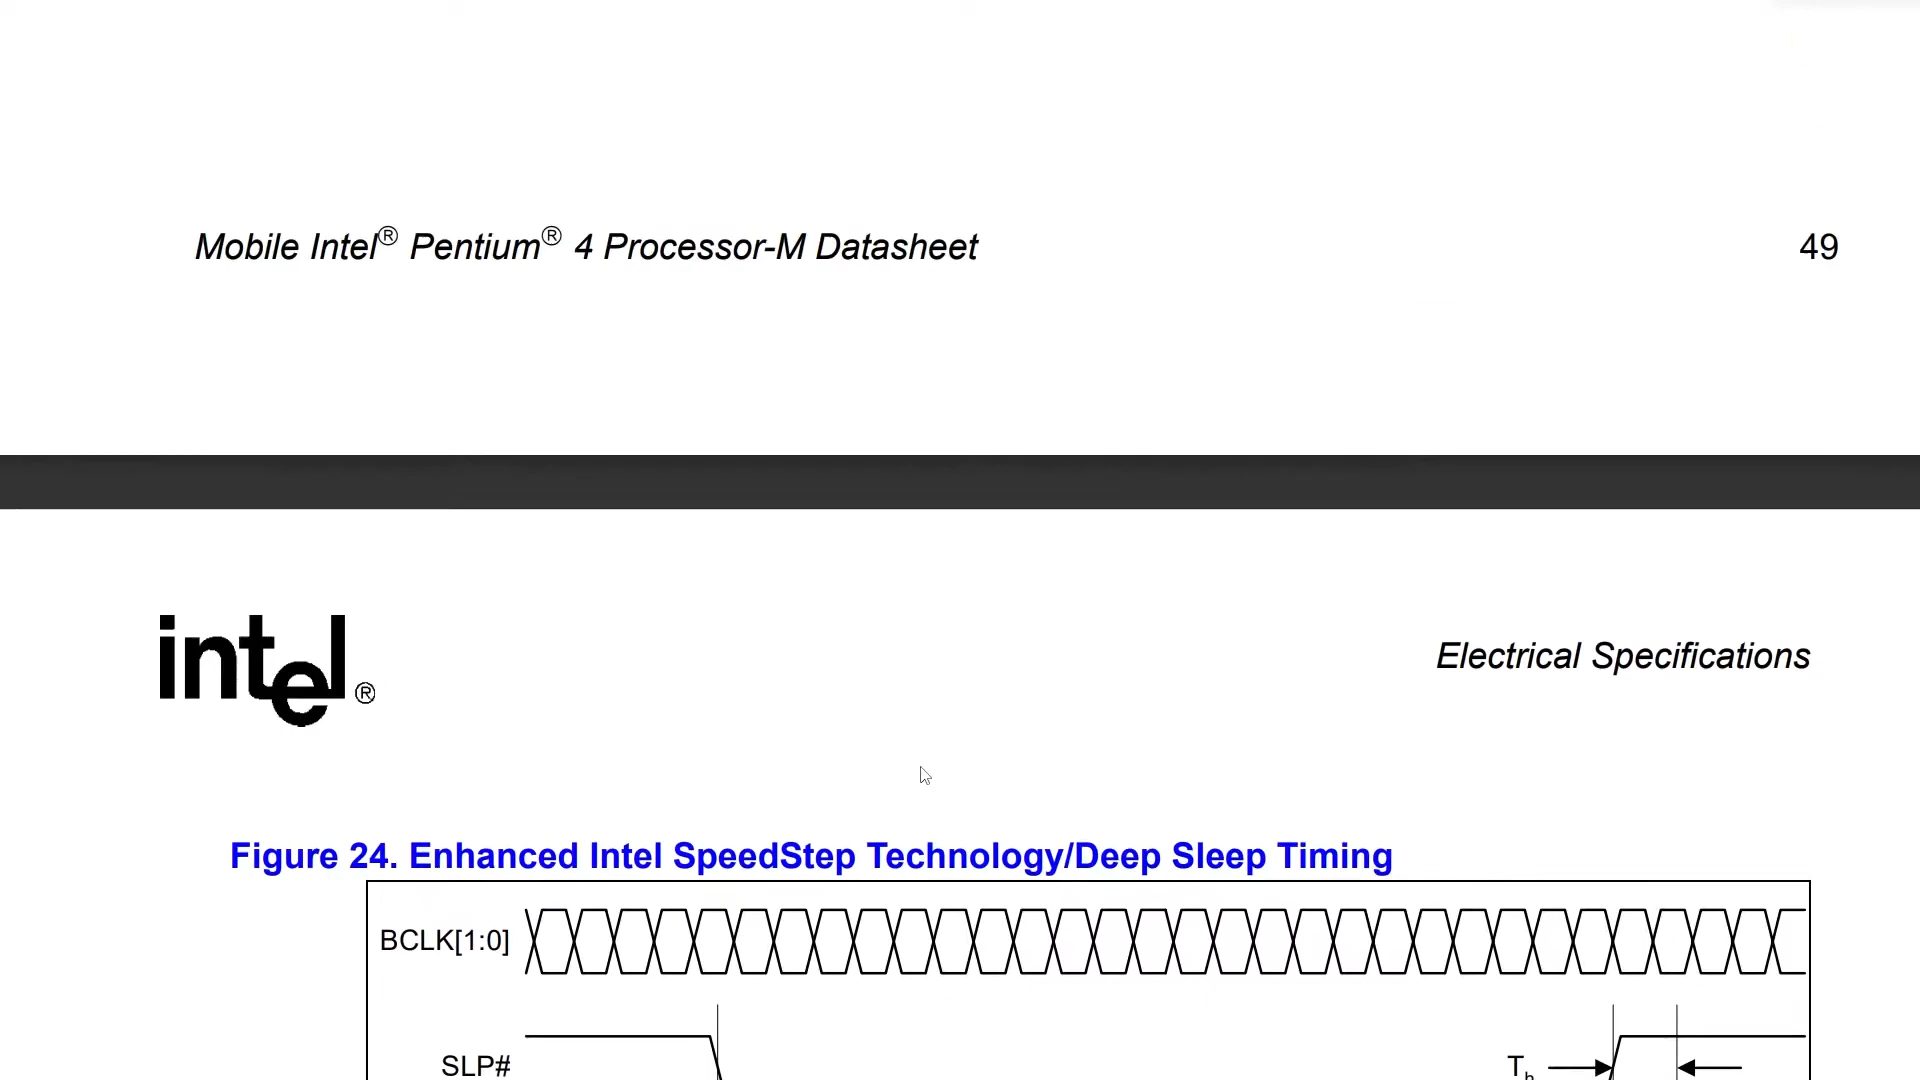 Mobile Intel® Pentium® 4 Processor-M Datasheet 49
intel®
Electrical Specifications
Figure 24. Enhanced Intel SpeedStep Technology/Deep Sleep Timing
BCLK[1:0]
SLP# Th